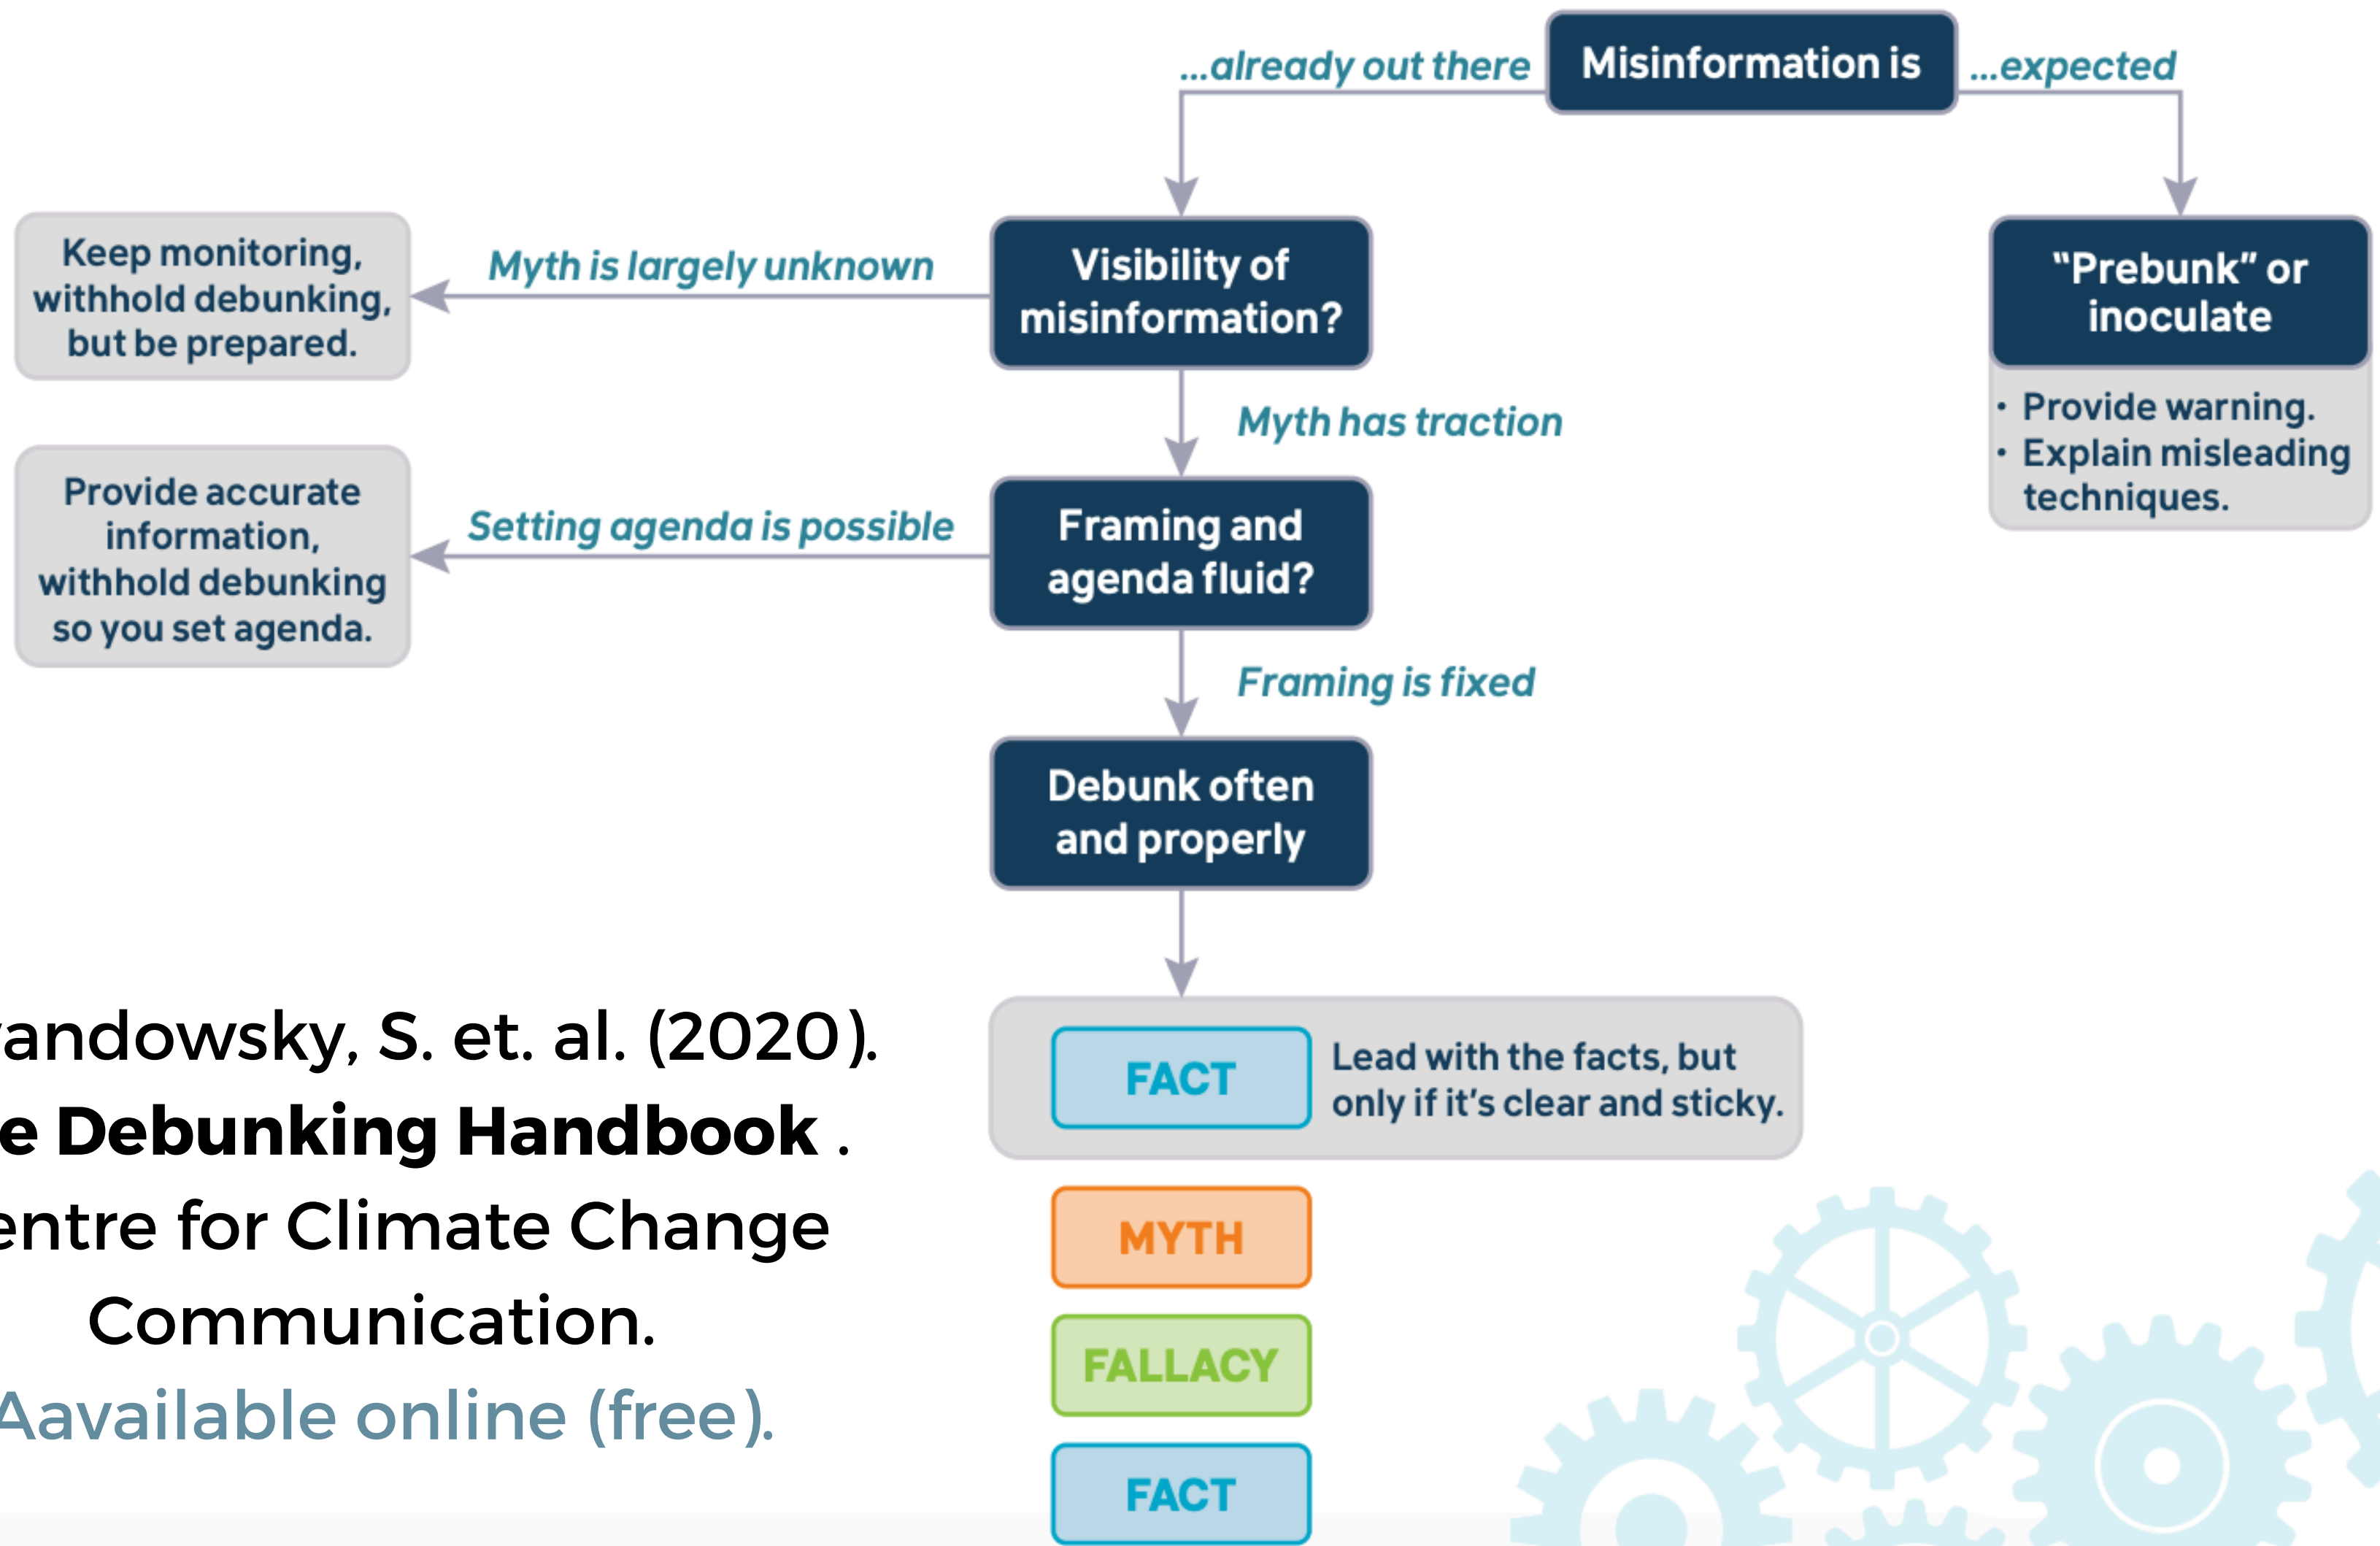 ...already out there
Misinformation is
...expected
Keep monitoring,
withhold debunking,
but be prepared.
Myth is largely unknown
Visibility of
misinformation?
"Prebunk" or
inoculate
• Provide warning.
• Explain misleading
techniques.
Myth has traction
Provide accurate
information,
withhold debunking
so you set agenda.
Setting agenda is possible
Framing and
agenda fluid?
Framing is fixed
Debunk often
and properly
andowsky, S. et. al. (2020).
e Debunking Handbook .
entre for Climate Change
Communication.
Aavailable online (free).
FACT
Lead with the facts, but
only if it's clear and sticky.
MYTH
FALLACY
FACT